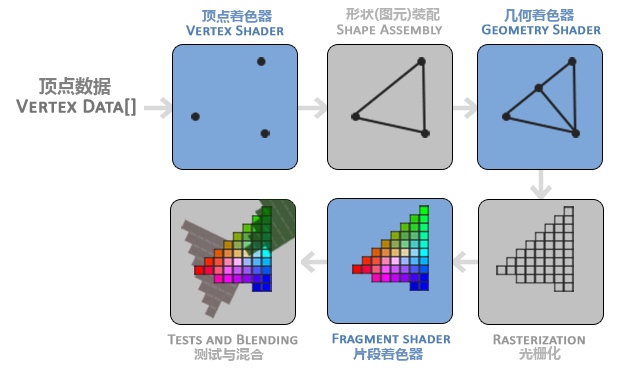 顶点着色器
VERTEX SHADER
形状(图元)装配
SHAPE ASSEMBLY
几何着色器
GEOMETRY SHADER
顶点数据
VERTEX DATA[]
TESTS AND BLENDING
测试与混合
FRAGMENT SHADER
片段着色器
RASTERIZATION
光栅化